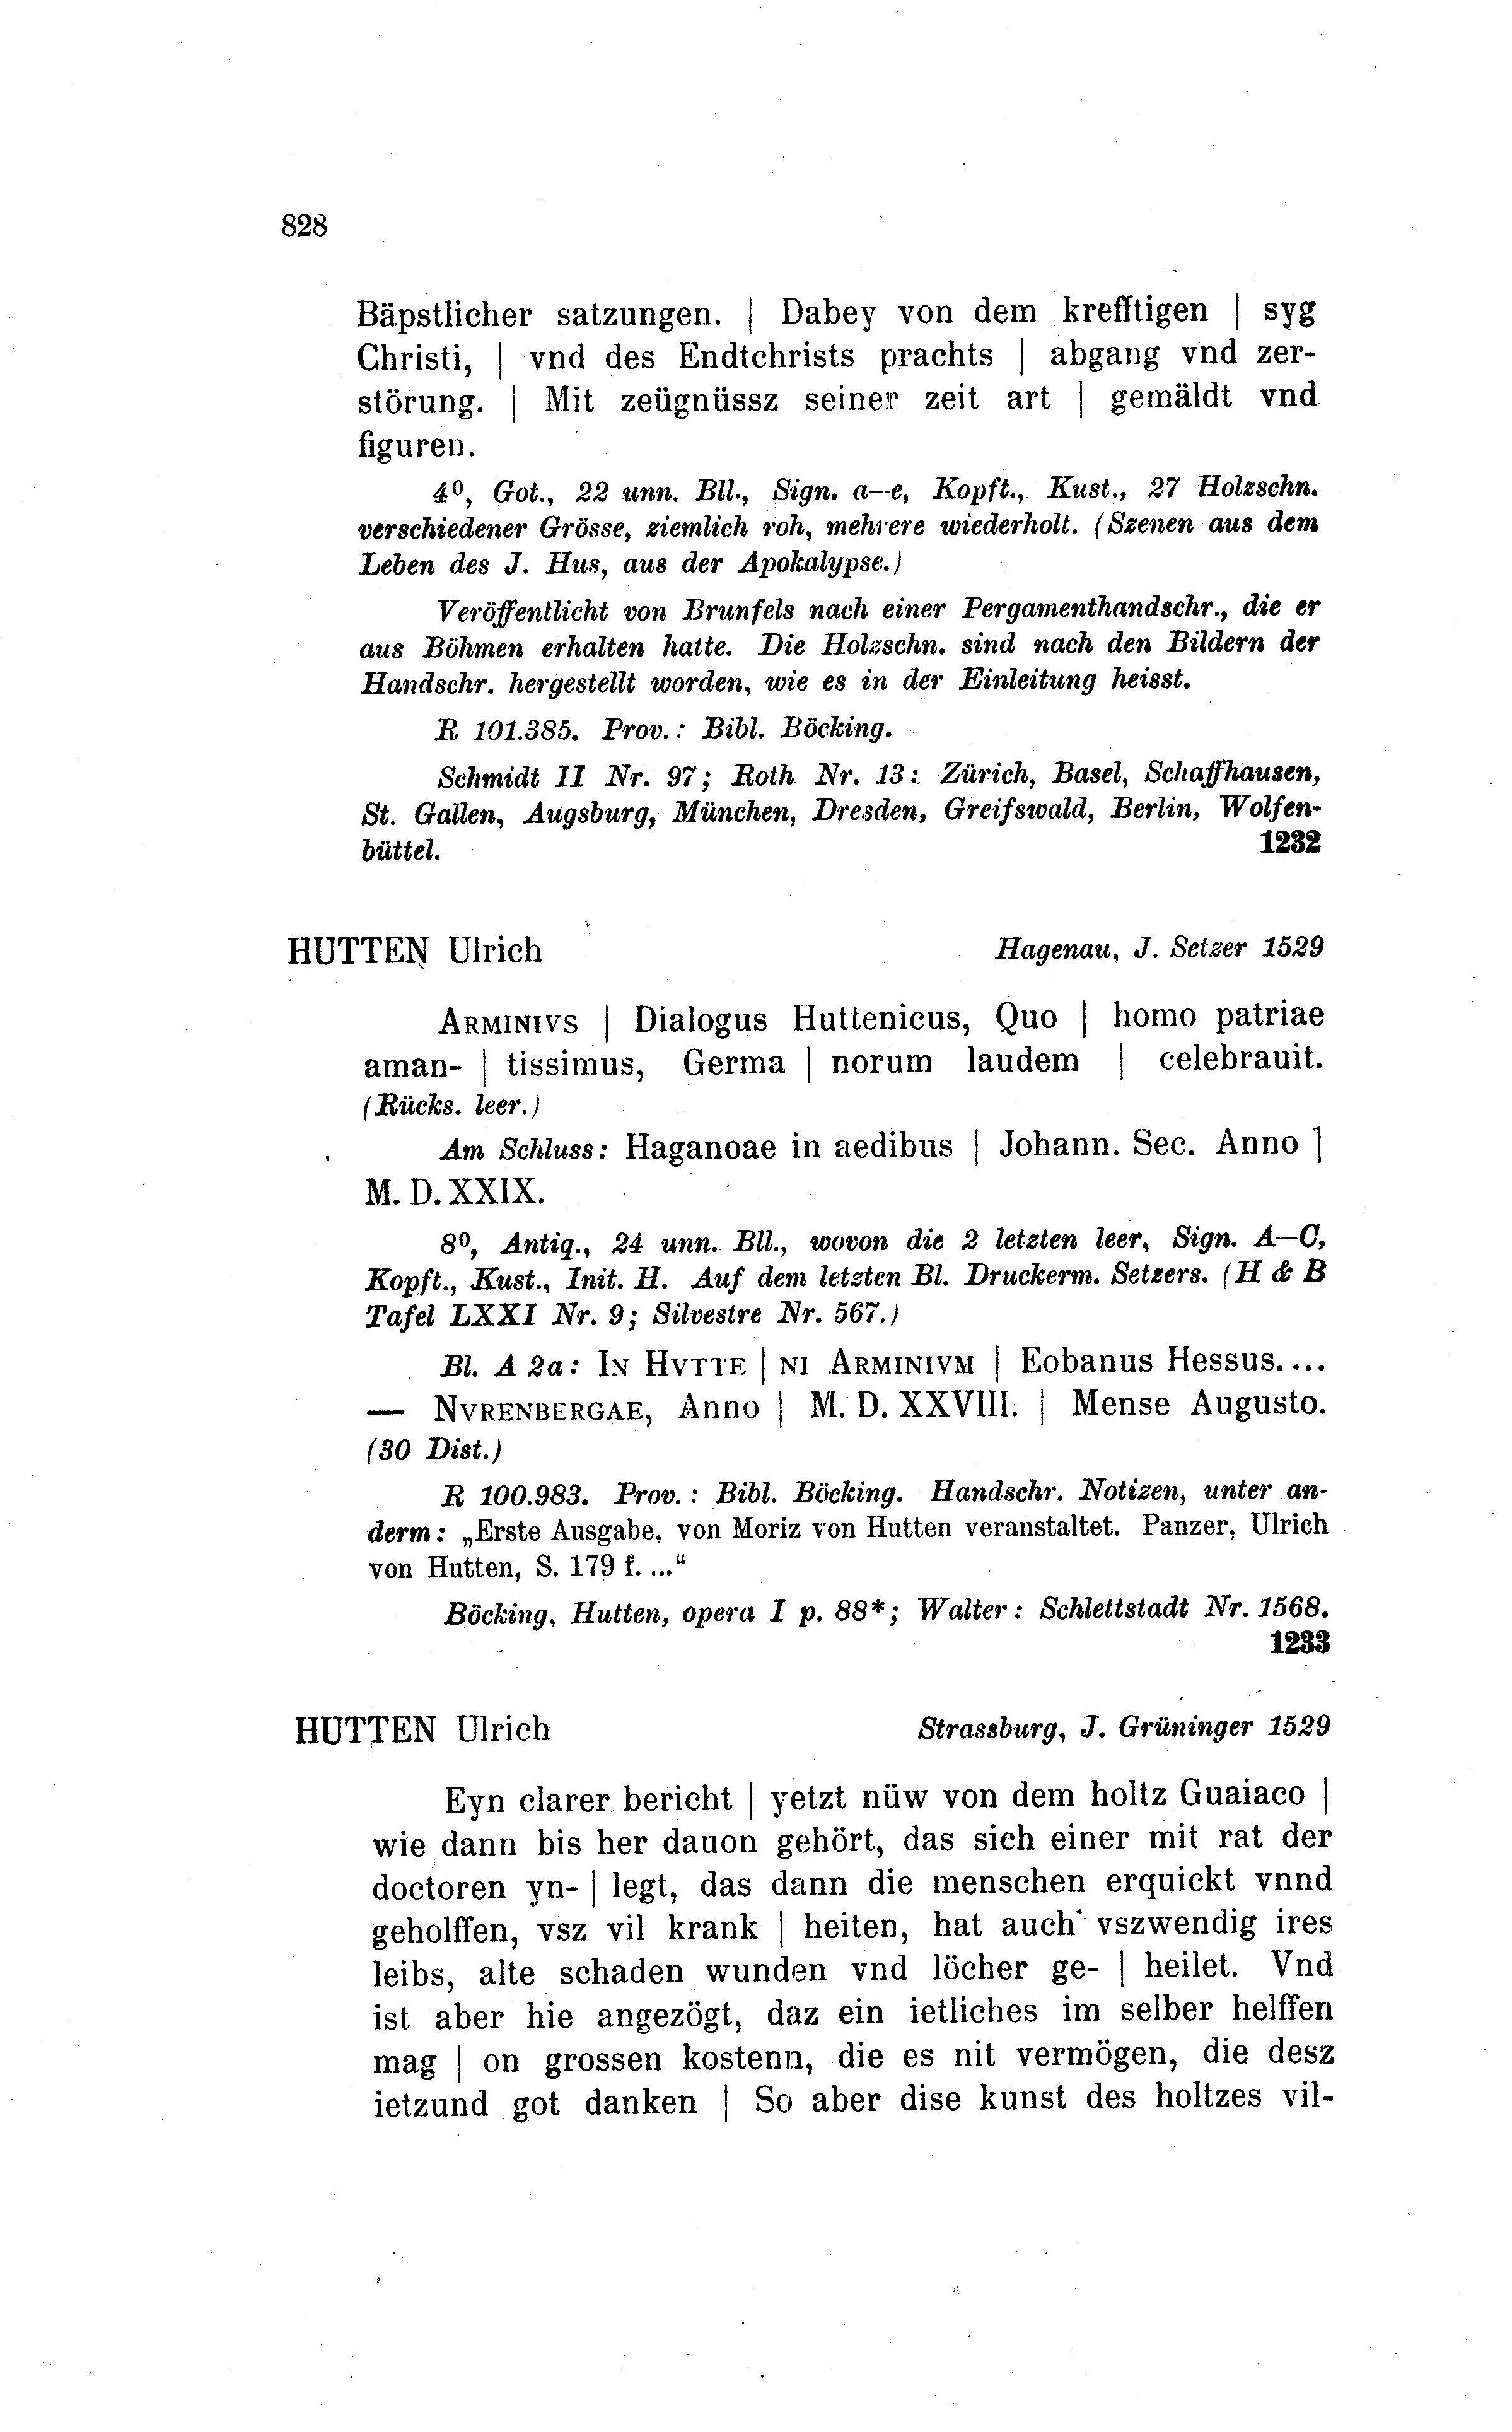 828
Bäpstlicher satzungen. | Dabey von dem krefftigen | syg
Christi, | vnd des Endtchrists prachts | abgang vnd zer-
störung. | Mit zeügnüssz seiner zeit art | gemäldt vnd
figuren.
4⁰, Got., 22 unn. Bll., Sign. a—e, Kopft., Kust., 27 Holzschn.
verschiedener Grösse, ziemlich roh, mehrere wiederholt. (Szenen aus dem
Leben des J. Hus, aus der Apokalypse.)
Veröffentlicht von Brunfels nach einer Pergamenthandschr., die er
aus Böhmen erhalten hatte. Die Holzschn. sind nach den Bildern der
Handschr. hergestellt worden, wie es in der Einleitung heisst.
R 101.385. Prov.: Bibl. Böcking.
Schmidt II Nr. 97; Roth Nr. 13: Zürich, Basel, Schaffhausen,
St. Gallen, Augsburg, München, Dresden, Greifswald, Berlin, Wolfen-
büttel. 1232
HUTTEN Ulrich Hagenau, J. Setzer 1529
ARMINIVS | Dialogus Huttenicus, Quo | homo patriae
aman- | tissimus, Germa | norum laudem | celebrauit.
(Rücks. leer.)
Am Schluss: Haganoae in aedibus | Johann. Sec. Anno |
M. D. XXIX.
8⁰, Antiq., 24 unn. Bll., wovon die 2 letzten leer, Sign. A—C,
Kopft., Kust., Init. H. Auf dem letzten Bl. Druckerm. Setzers. (H & B
Tafel LXXI Nr. 9; Silvestre Nr. 567.)
Bl. A 2a: IN HVTTE | NI ARMINIVM | Eobanus Hessus....
— NVRENBERGAE, Anno | M. D. XXVIII. | Mense Augusto.
(30 Dist.)
R 100.983. Prov.: Bibl. Böcking. Handschr. Notizen, unter an-
derm: „Erste Ausgabe, von Moriz von Hutten veranstaltet. Panzer, Ulrich
von Hutten, S. 179 f. ...“
Böcking, Hutten, opera I p. 88*; Walter: Schlettstadt Nr. 1568.
1233
HUTTEN Ulrich Strassburg, J. Grüninger 1529
Eyn clarer bericht | yetzt nüw von dem holtz Guaiaco |
wie dann bis her dauon gehört, das sich einer mit rat der
doctoren yn- | legt, das dann die menschen erquickt vnnd
geholffen, vsz vil krank | heiten, hat auch vszwendig ires
leibs, alte schaden wunden vnd löcher ge- | heilet. Vnd
ist aber hie angezögt, daz ein ietliches im selber helffen
mag | on grossen kostenn, die es nit vermögen, die desz
ietzund got danken | So aber dise kunst des holtzes vil-